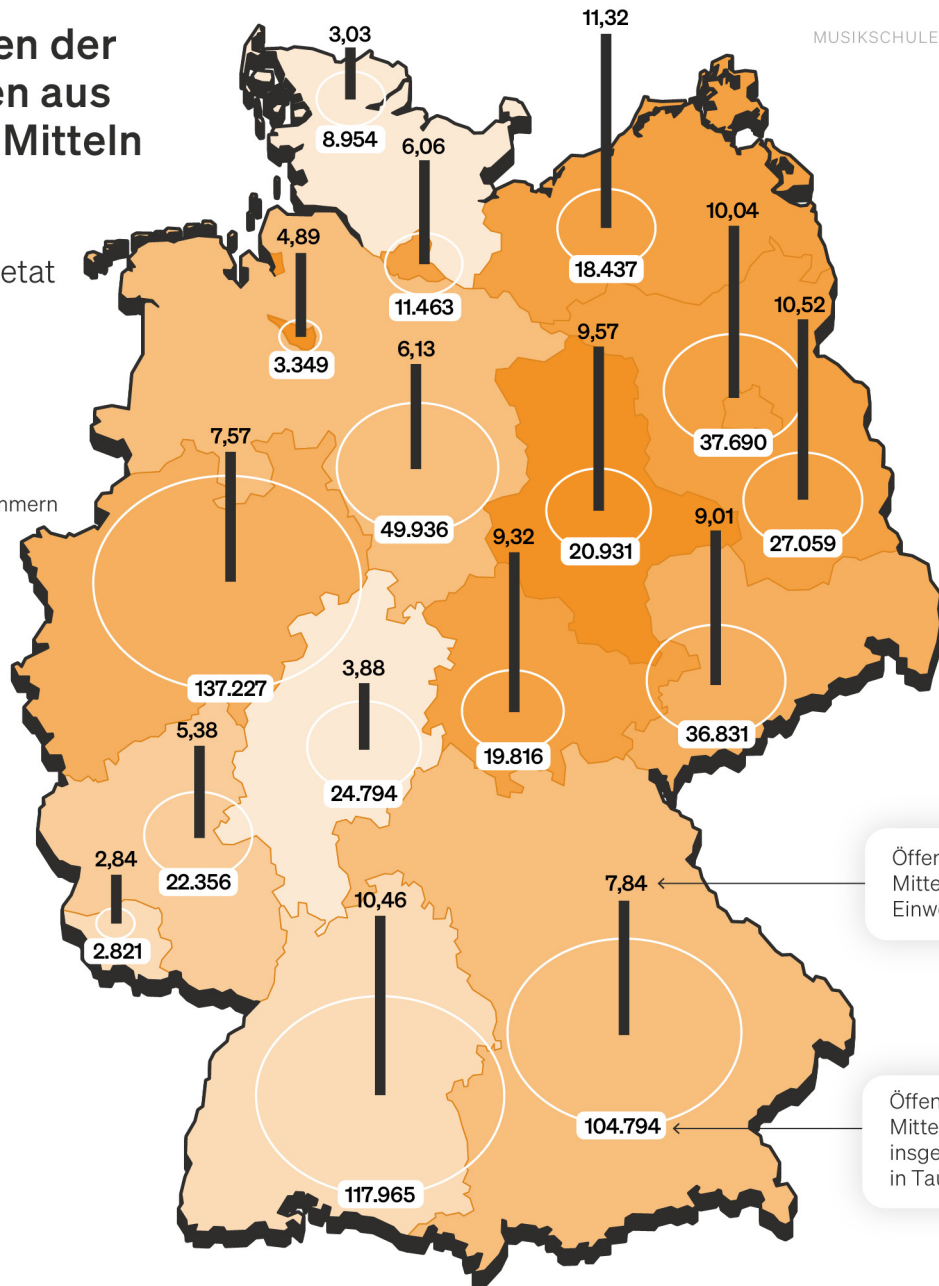 en der
en aus
Mitteln
etat
mmern
MUSIKSCHULE
3,03
8.954
11,32
18.437
6,06
11.463
4,89
3.349
10,04
37.690
10,52
27.059
6,13
49.936
9,57
20.931
7,57
137.227
9,32
19.816
9,01
36.831
3,88
24.794
5,38
22.356
2,84
2.821
10,46
117.965
7,84
104.794
Öffen
Mitte
Einwo
Öffen
Mitte
insge
in Tau